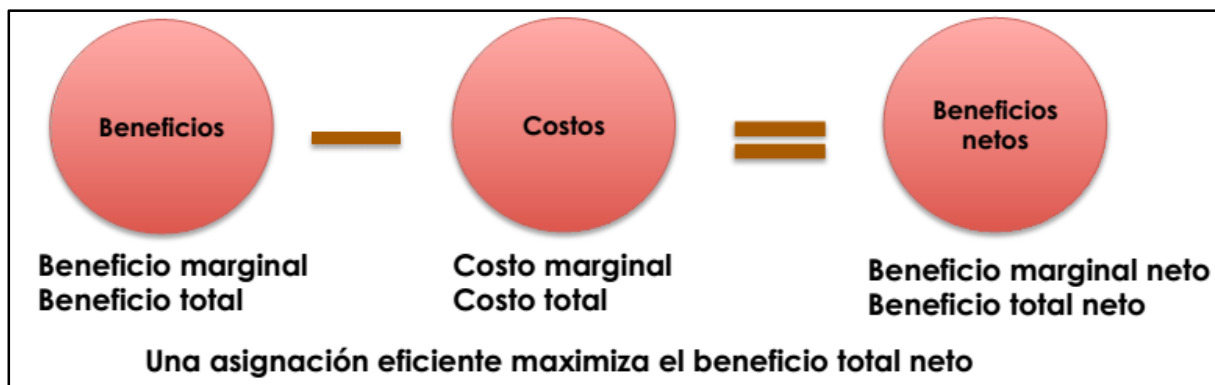 Beneficios
Costos
Beneficios
netos
Beneficio marginal
Beneficio total
Costo marginal
Costo total
Beneficio marginal neto
Beneficio total neto
Una asignación eficiente maximiza el beneficio total neto